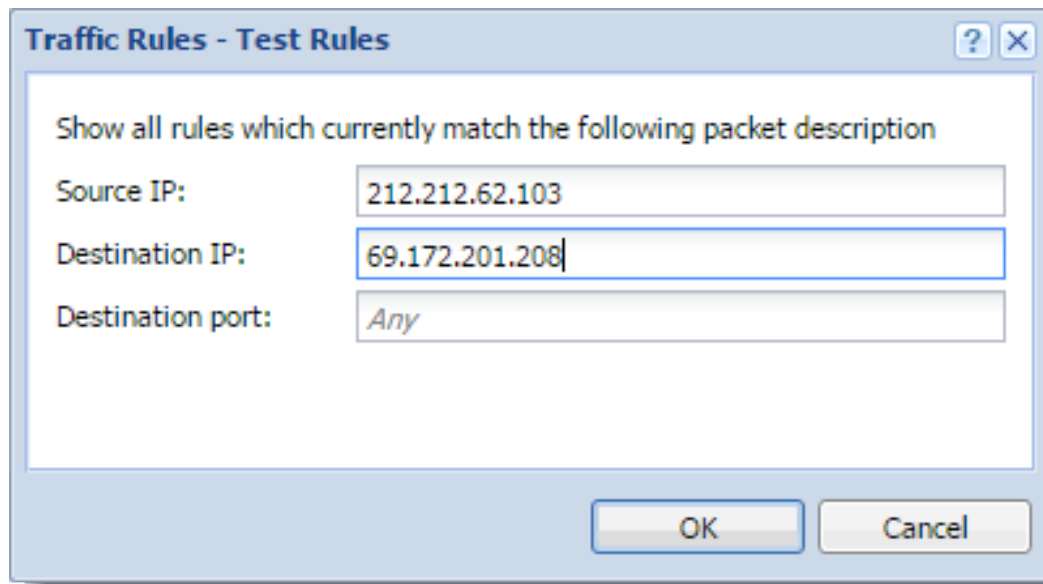 Traffic Rules - Test Rules ?
Show all rules which currently match the following packet description
Source IP: 212.212.62.103
Destination IP: 69.172.201.208
Destination port: Any
OK Cancel